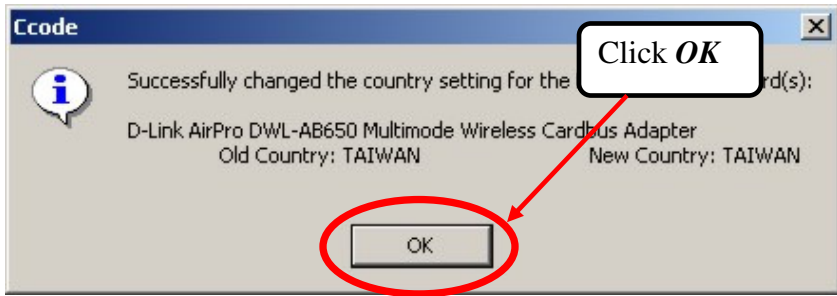 Ccode
Click OK
Successfully changed the country setting for the rd(s):
D-Link AirPro DWL-AB650 Multimode Wireless Cardbus Adapter
Old Country: TAIWAN New Country: TAIWAN
OK